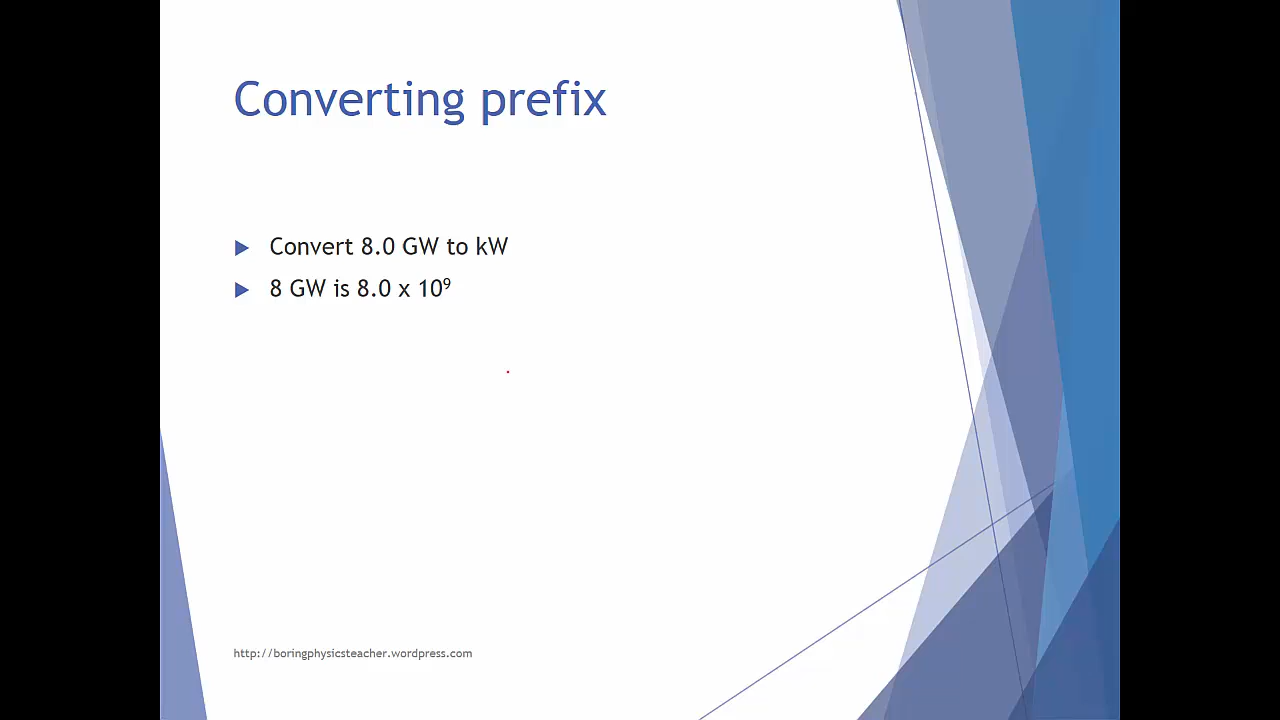 Converting prefix
Convert 8.0 GW to kW
8 GW is 8.0 x 10⁹
http://boringphysicsteacher.wordpress.com